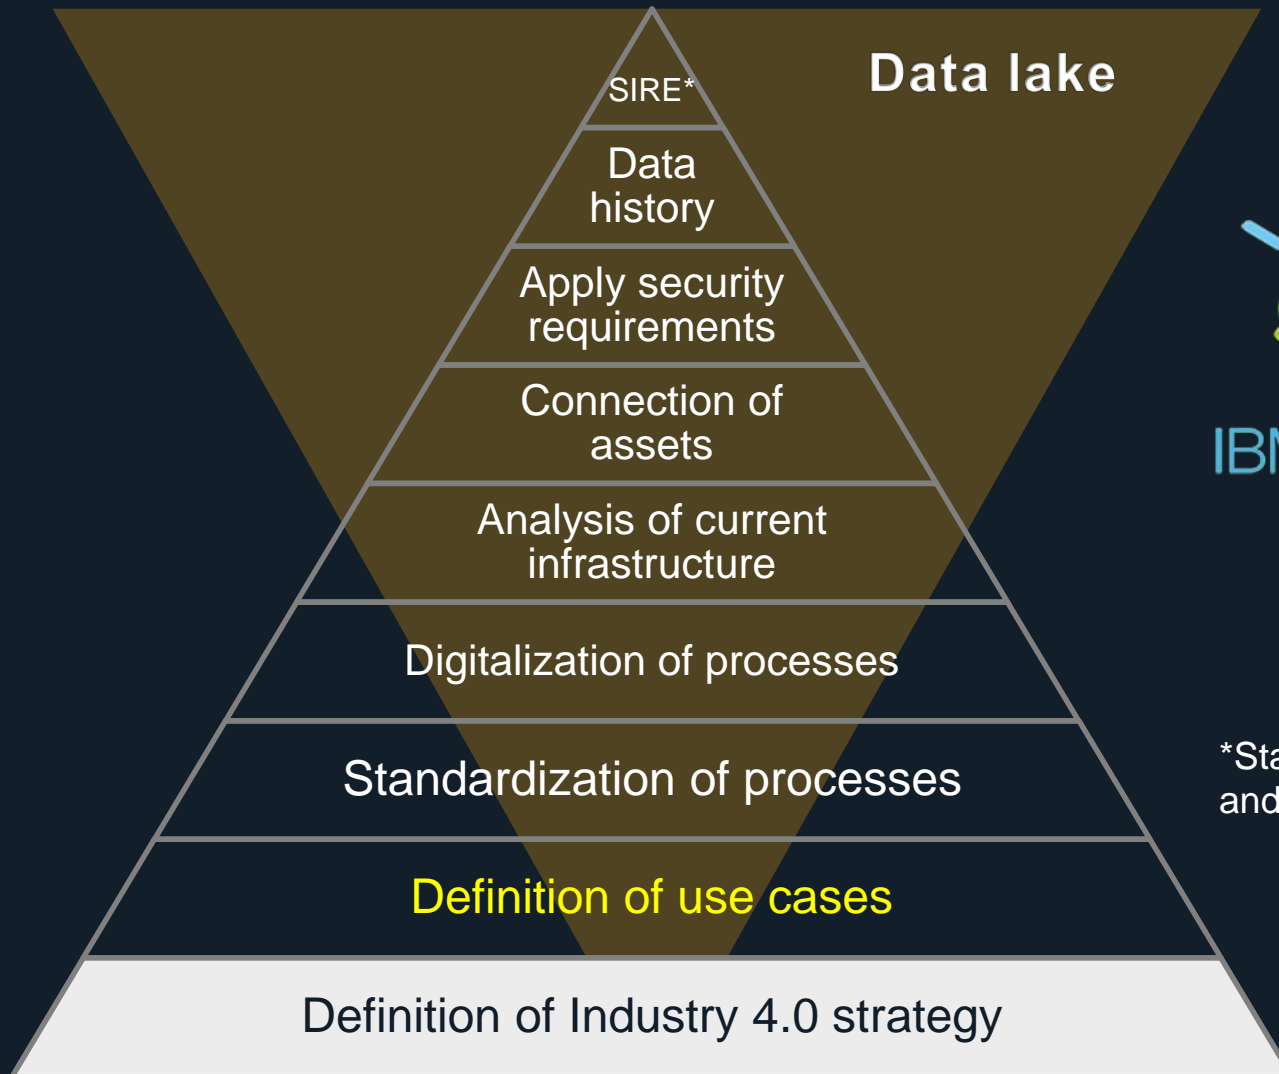 Data lake
SIRE*
Data
history
Apply security
requirements
Connection of
assets
Analysis of current
infrastructure
Digitalization of processes
Standardization of processes
Definition of use cases
Definition of Industry 4.0 strategy
and